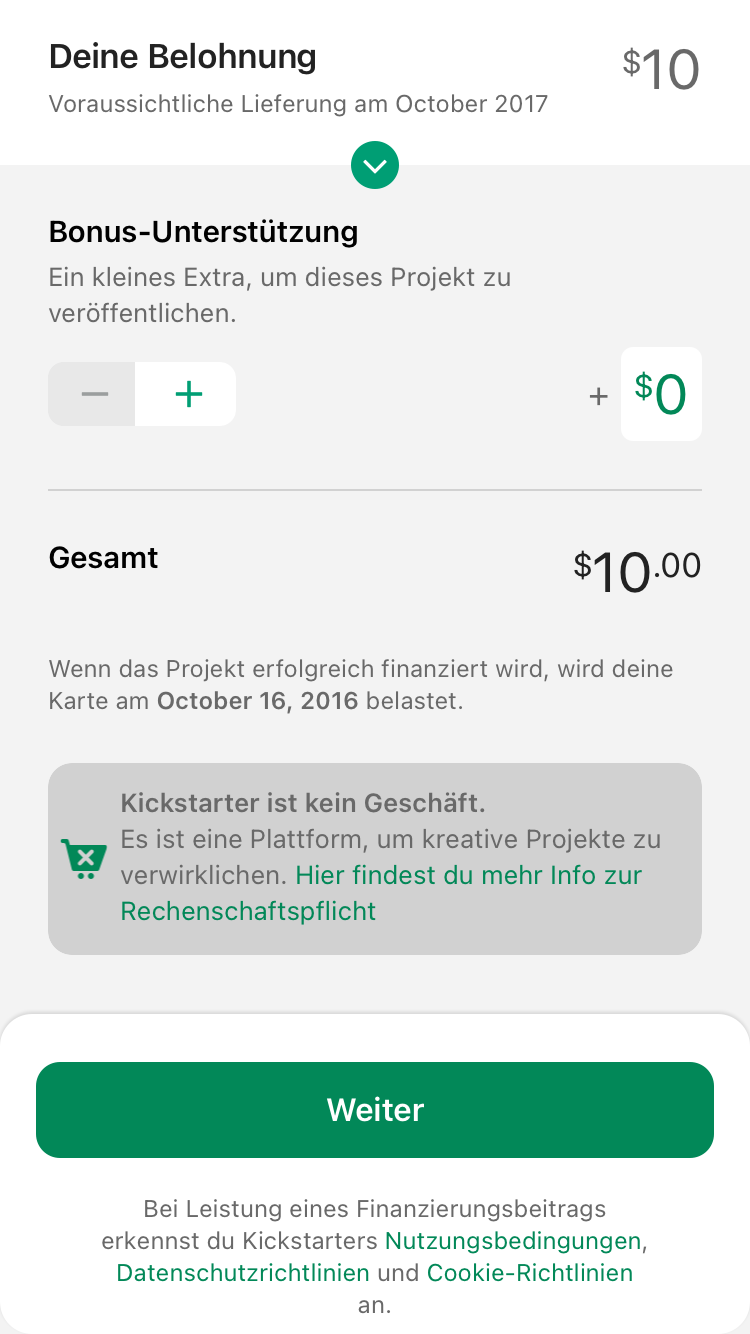 Deine Belohnung
$10
Voraussichtliche Lieferung am October 2017
Bonus-Unterstützung
Ein kleines Extra, um dieses Projekt zu
veröffentlichen.
− + + $0
Gesamt
$10.00
Wenn das Projekt erfolgreich finanziert wird, wird deine
Karte am October 16, 2016 belastet.
Kickstarter ist kein Geschäft.
Es ist eine Plattform, um kreative Projekte zu
verwirklichen. Hier findest du mehr Info zur
Rechenschaftspflicht
Weiter
Bei Leistung eines Finanzierungsbeitrags
erkennst du Kickstarters Nutzungsbedingungen,
Datenschutzrichtlinien und Cookie-Richtlinien
an.